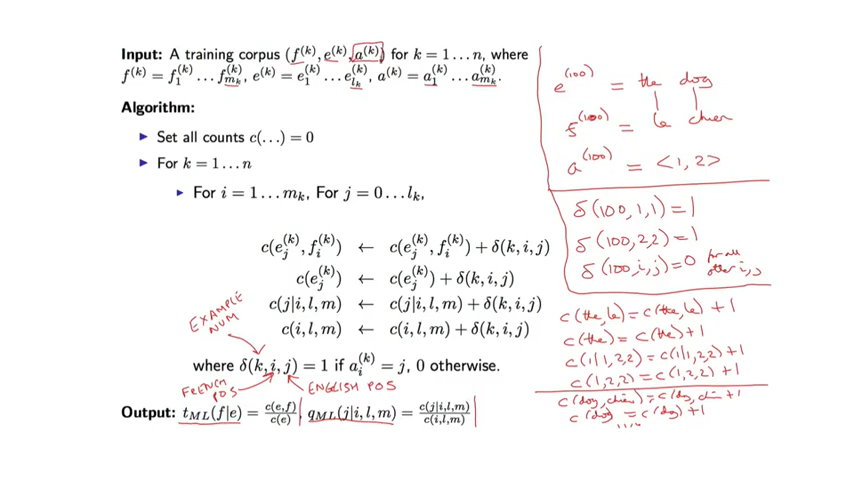 Input: A training corpus (f^(k), e^(k), a^(k)) for k = 1 . . . n, where
f^(k) = f_1^(k) . . . f_{m_k}^(k), e^(k) = e_1^(k) . . . e_{l_k}^(k), a^(k) = a_1^(k) . . . a_{m_k}^(k).
Algorithm:
▶ Set all counts c(. . .) = 0
▶ For k = 1 . . . n
▶ For i = 1 . . . m_k, For j = 0 . . . l_k,
c(e_j^(k), f_i^(k)) ← c(e_j^(k), f_i^(k)) + δ(k, i, j)
c(e_j^(k)) ← c(e_j^(k)) + δ(k, i, j)
c(j|i, l, m) ← c(j|i, l, m) + δ(k, i, j)
c(i, l, m) ← c(i, l, m) + δ(k, i, j)
EXAMPLE
NUM
where δ(k, i, j) = 1 if a_i^(k) = j, 0 otherwise.
FRENCH
POS
ENGLISH POS
Output: t_ML(f|e) = c(e,f)/c(e) q_ML(j|i, l, m) = c(j|i,l,m)/c(i,l,m)
e^(100) = the dog
f^(100) = le chien
a^(100) = <1, 2>
δ(100, 1, 1) = 1
δ(100, 2, 2) = 1
δ(100, i, j) = 0 for all
other i, j
c(the, le) = c(the, le) + 1
c(the) = c(the) + 1
c(1|1, 2, 2) = c(1|1, 2, 2) + 1
c(1, 2, 2) = c(1, 2, 2) + 1
c(dog, chien) = c(dog, chien + 1
c(dog) = c(dog) + 1